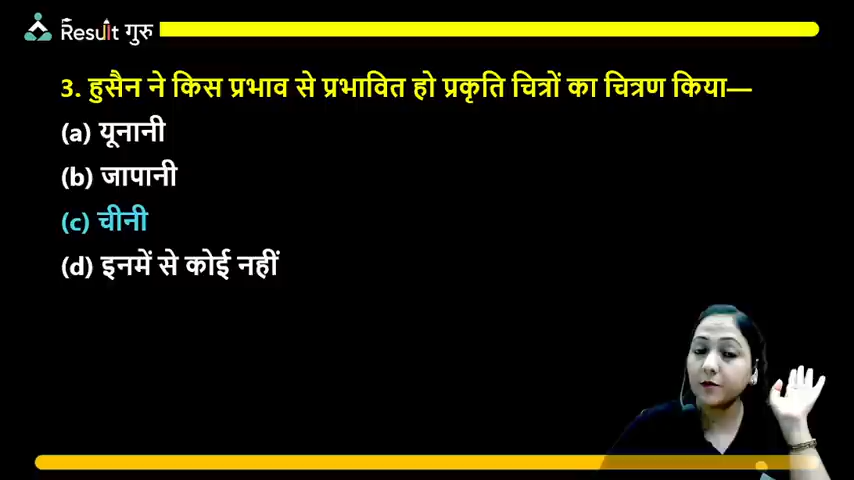 Result गुरु
3. हुसैन ने किस प्रभाव से प्रभावित हो प्रकृति चित्रों का चित्रण किया—
(a) यूनानी
(b) जापानी
(c) चीनी
(d) इनमें से कोई नहीं